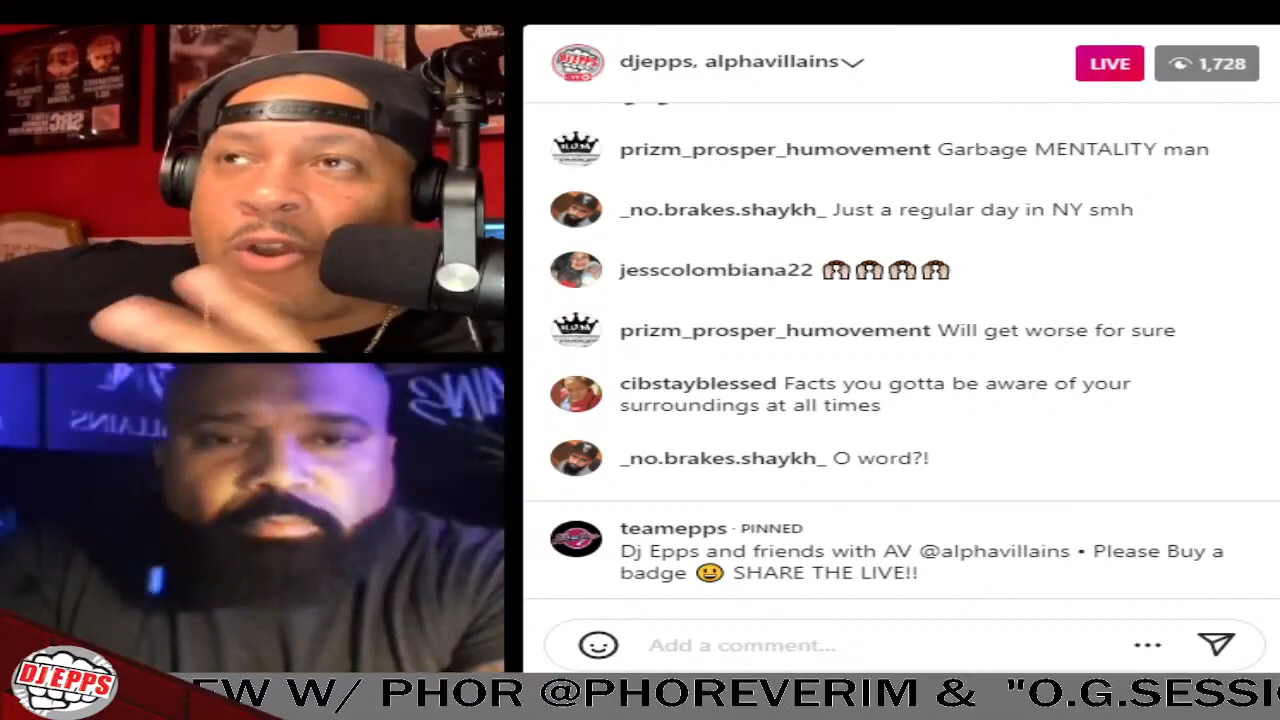 djepps, alphavillains
LIVE
1,728
prizm_prosper_humovement Garbage MENTALITY man
_no.brakes.shaykh_ Just a regular day in NY smh
jesscolombiana22
prizm_prosper_humovement Will get worse for sure
cibstayblessed Facts you gotta be aware of your
surroundings at all times
_no.brakes.shaykh_ O word?!
teamepps · PINNED
Dj Epps and friends with AV @alphavillains • Please Buy a
badge 😀 SHARE THE LIVE!!
Add a comment...
DJ EPPS
EW W/ PHOR @PHOREVERIM & "O.G.SESSI